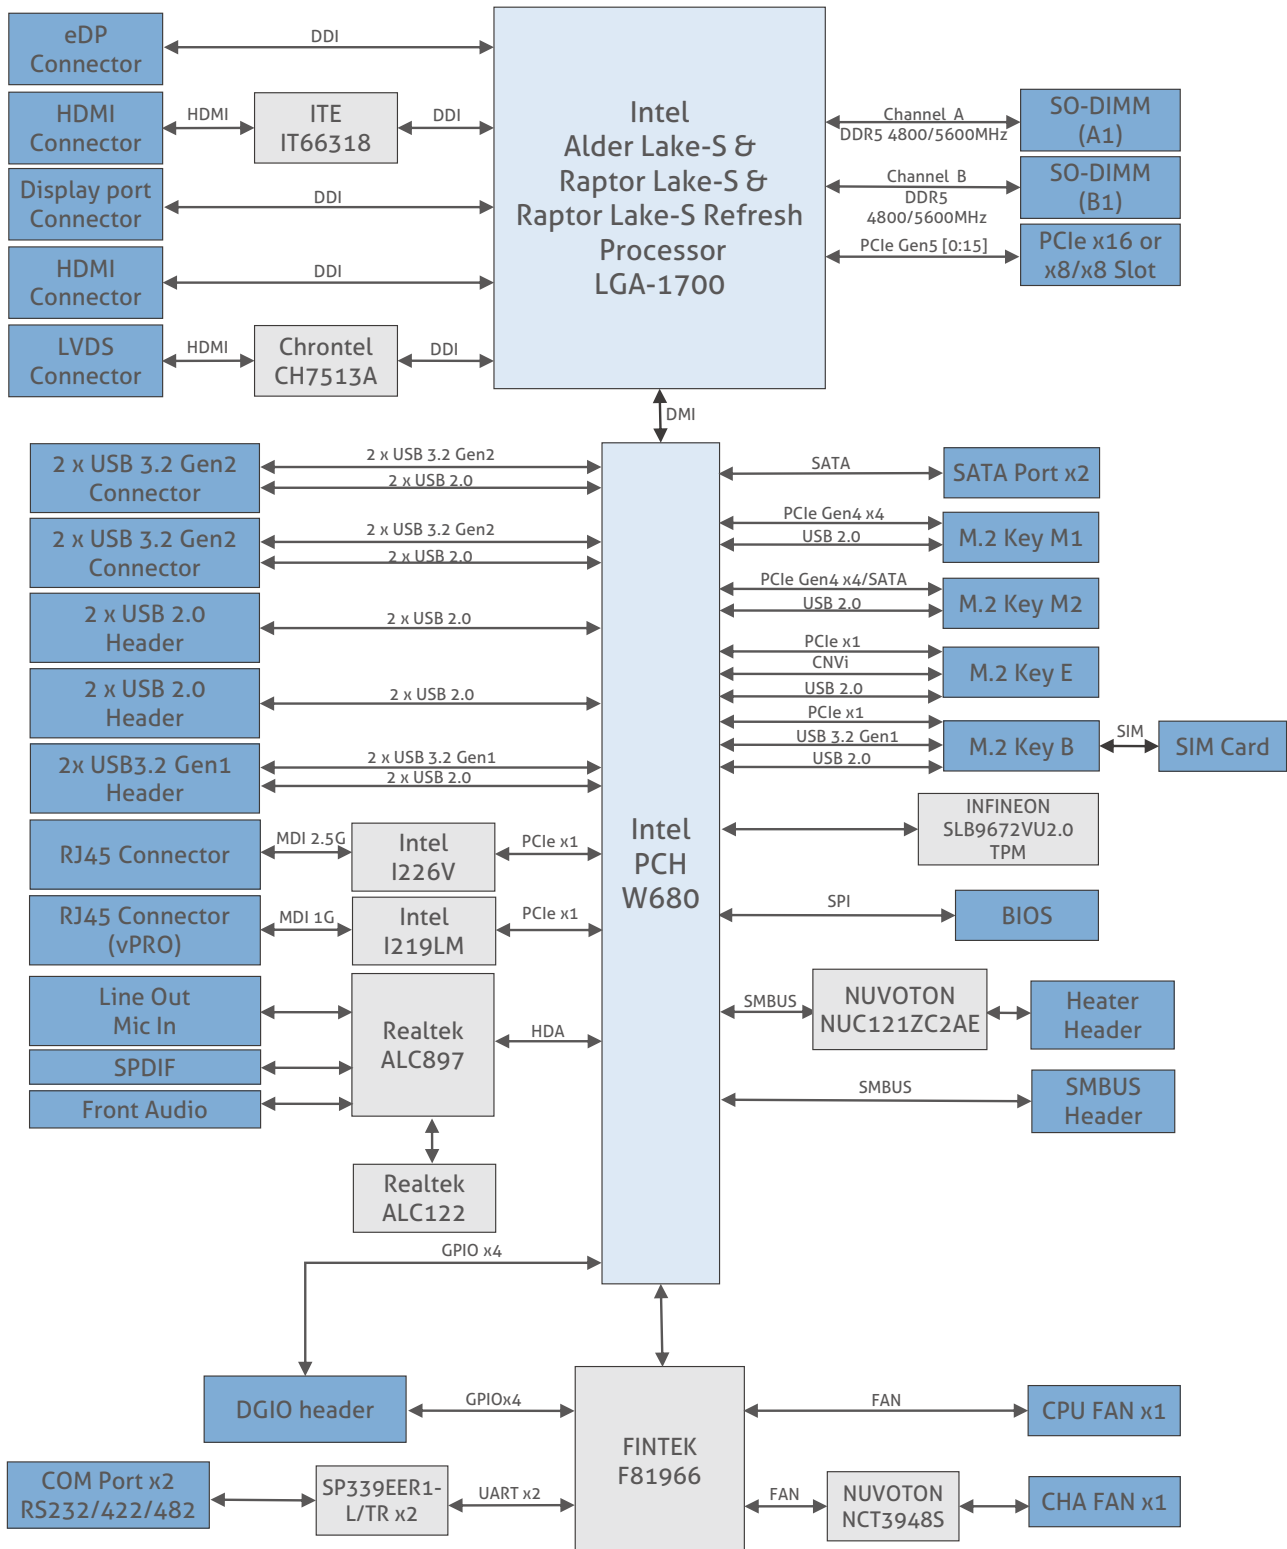 eDP
Connector
DDI
HDMI
Connector
HDMI
ITE
IT66318
DDI
Display port
Connector
DDI
HDMI
Connector
DDI
LVDS
Connector
HDMI
Chrontel
CH7513A
DDI
Intel
Alder Lake-S &
Raptor Lake-S &
Raptor Lake-S Refresh
Processor
LGA-1700
Channel A
DDR5 4800/5600MHz
SO-DIMM
(A1)
Channel B
DDR5
4800/5600MHz
SO-DIMM
(B1)
PCIe Gen5 [0:15]
PCIe x16 or
x8/x8 Slot
DMI
2 x USB 3.2 Gen2
Connector
2 x USB 3.2 Gen2
2 x USB 2.0
2 x USB 3.2 Gen2
Connector
2 x USB 3.2 Gen2
2 x USB 2.0
2 x USB 2.0
Header
2 x USB 2.0
2 x USB 2.0
Header
2 x USB 2.0
2x USB3.2 Gen1
Header
2 x USB 3.2 Gen1
2 x USB 2.0
RJ45 Connector
MDI 2.5G
Intel
I226V
PCIe x1
RJ45 Connector
(vPRO)
MDI 1G
Intel
I219LM
PCIe x1
Line Out
Mic In
SPDIF
Front Audio
Realtek
ALC897
HDA
Realtek
ALC122
GPIO x4
Intel
PCH
W680
SATA
SATA Port x2
PCIe Gen4 x4
USB 2.0
M.2 Key M1
PCIe Gen4 x4/SATA
USB 2.0
M.2 Key M2
PCIe x1
CNVi
USB 2.0
M.2 Key E
PCIe x1
USB 3.2 Gen1
USB 2.0
M.2 Key B
SIM
SIM Card
INFINEON
SLB9672VU2.0
TPM
SPI
BIOS
SMBUS
NUVOTON
NUC121ZC2AE
Heater
Header
SMBUS
SMBUS
Header
DGIO header
GPIOx4
FINTEK
F81966
FAN
CPU FAN x1
COM Port x2
RS232/422/482
SP339EER1-
L/TR x2
UART x2
FAN
NUVOTON
NCT3948S
CHA FAN x1